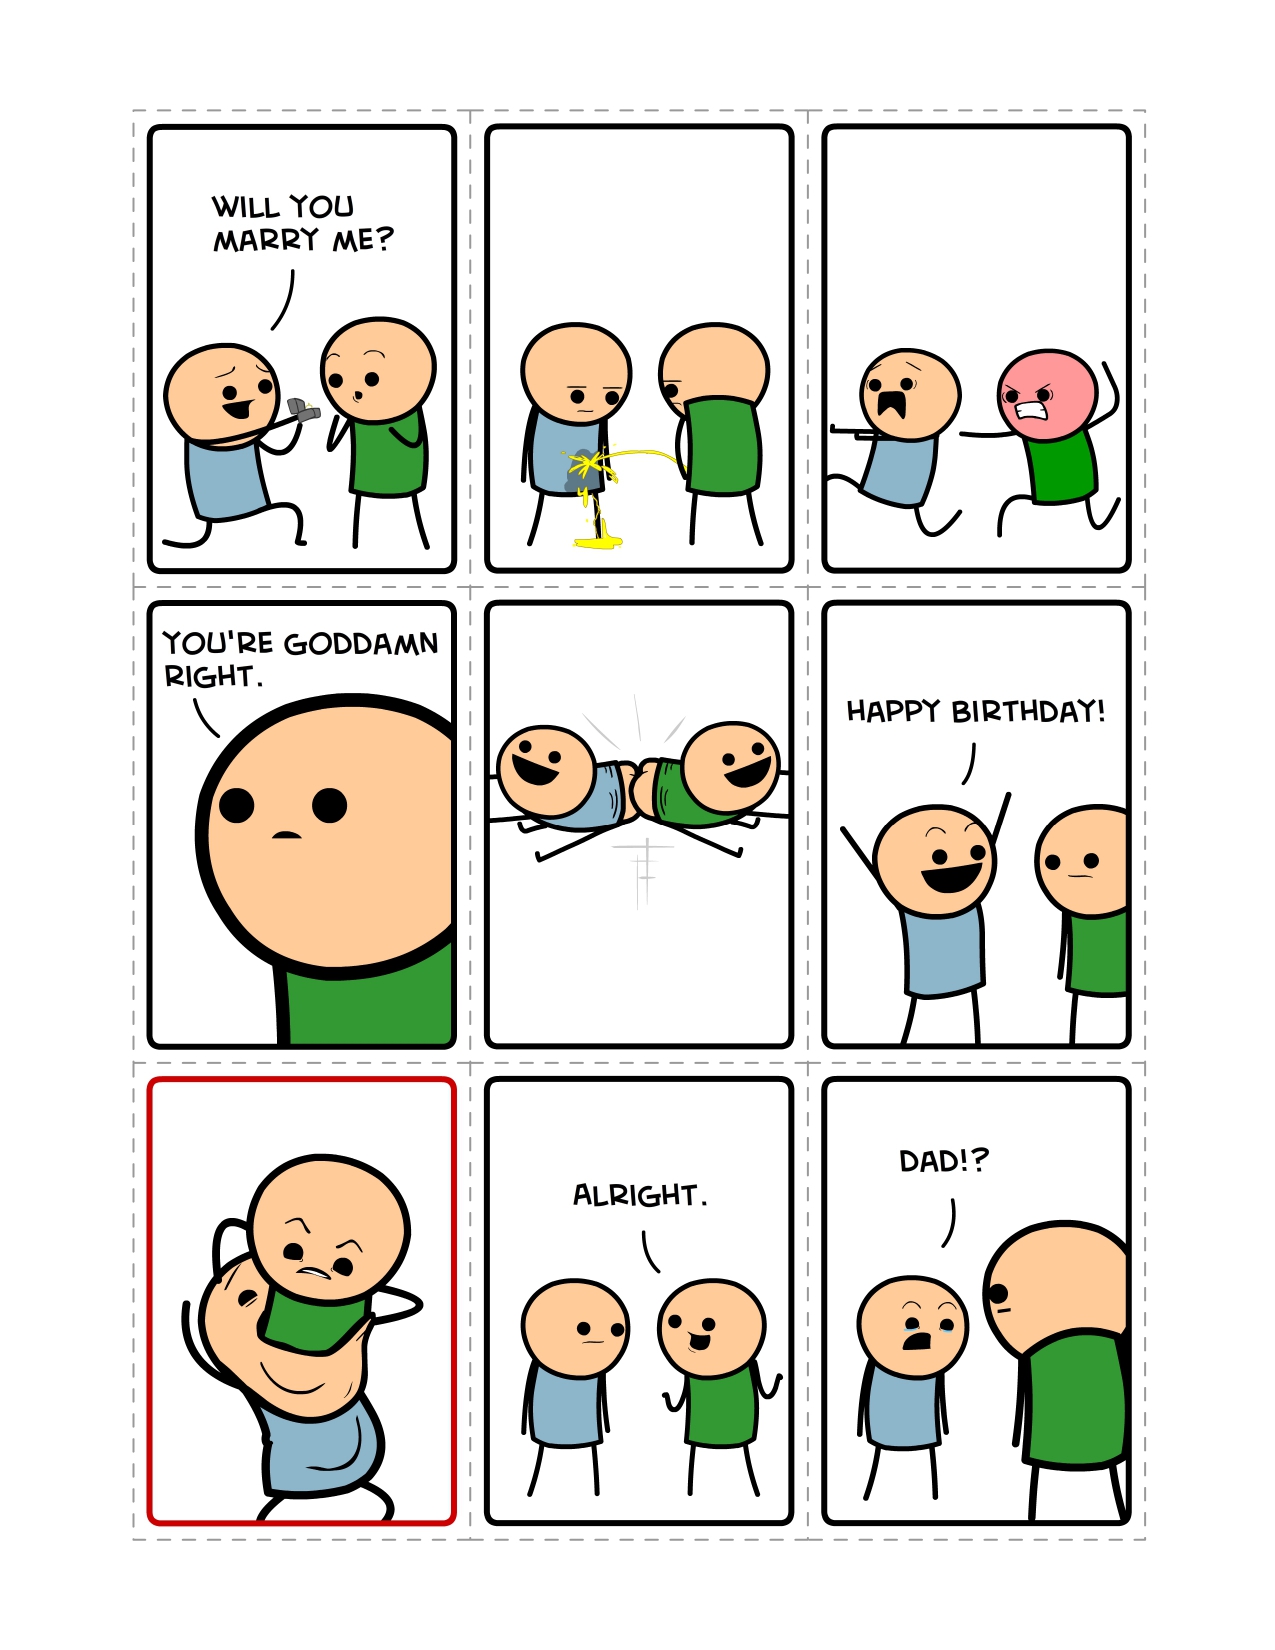 WILL YOU
MARRY ME?
YOU'RE GODDAMN
RIGHT.
HAPPY BIRTHDAY!
ALRIGHT.
DAD!?